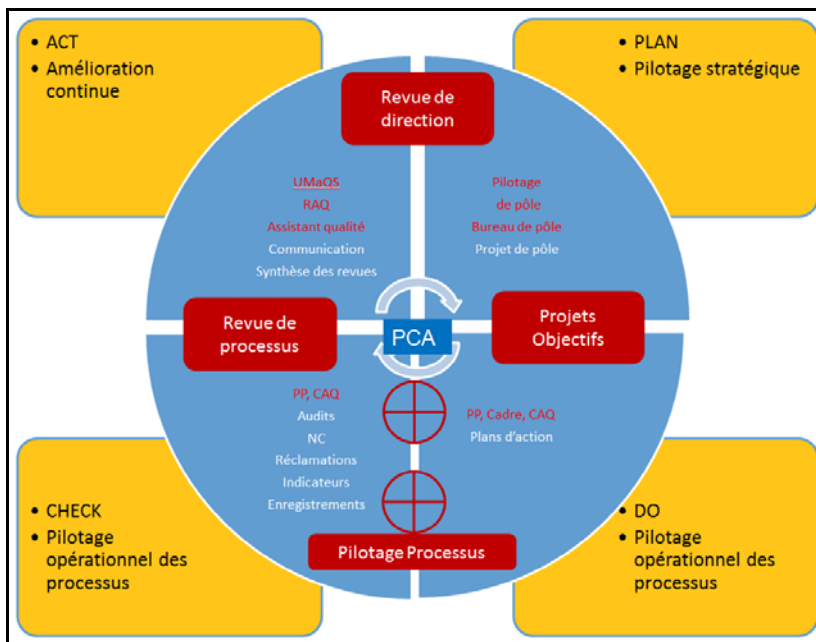 • ACT
• Amélioration
continue
• PLAN
• Pilotage stratégique
Revue de
direction
UMaQS
RAQ
Assistant qualité
Communication
Synthèse des revues
Pilotage
de pôle
Bureau de pôle
Projet de pôle
Revue de
processus
PCA
Projets
Objectifs
PP, CAQ
Audits
NC
Réclamations
Indicateurs
Enregistrements
PP, Cadre, CAQ
Plans d'action
Pilotage Processus
• CHECK
• Pilotage
opérationnel des
processus
• DO
• Pilotage
opérationnel des
processus